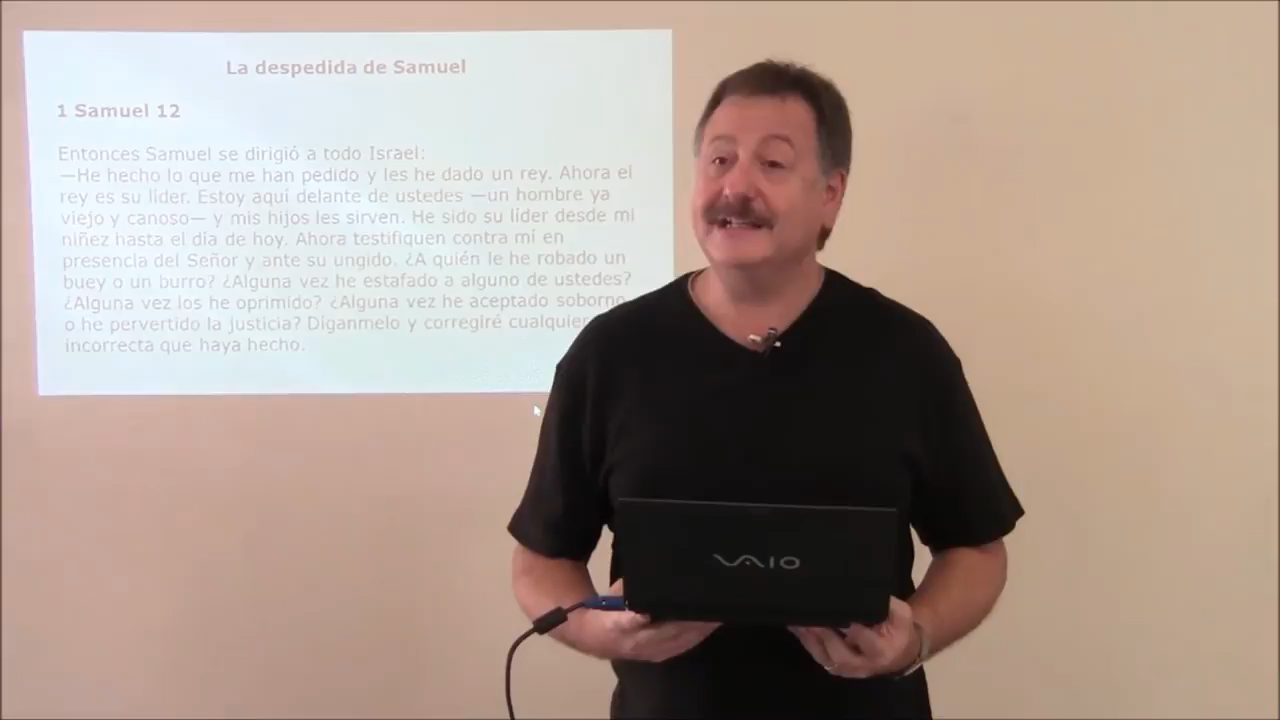 La despedida de Samuel
1 Samuel 12
Entonces Samuel se dirigió a todo Israel:
—He hecho lo que me han pedido y les he dado un rey. Ahora el
rey es su líder. Estoy aquí delante de ustedes —un hombre ya
viejo y canoso— y mis hijos les sirven. He sido su líder desde mi
niñez hasta el día de hoy. Ahora testifiquen contra mí en
presencia del Señor y ante su ungido. ¿A quién le he robado un
buey o un burro? ¿Alguna vez he estafado a alguno de ustedes?
¿Alguna vez los he oprimido? ¿Alguna vez he aceptado soborno
o he pervertido la justicia? Díganmelo y corregiré cualquier
incorrecta que haya hecho.
VAIO